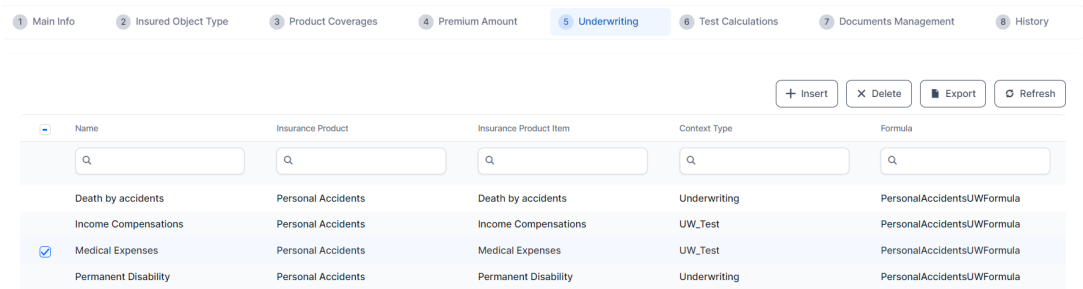 1 Main Info 2 Insured Object Type 3 Product Coverages 4 Premium Amount 5 Underwriting 6 Test Calculations 7 Documents Management 8 History
Insert Delete Export Refresh
Name Insurance Product Insurance Product Item Context Type Formula
Death by accidents Personal Accidents Death by accidents Underwriting PersonalAccidentsUWFormula
Income Compensations Personal Accidents Income Compensations UW_Test PersonalAccidentsUWFormula
Medical Expenses Personal Accidents Medical Expenses UW_Test PersonalAccidentsUWFormula
Permanent Disability Personal Accidents Permanent Disability Underwriting PersonalAccidentsUWFormula